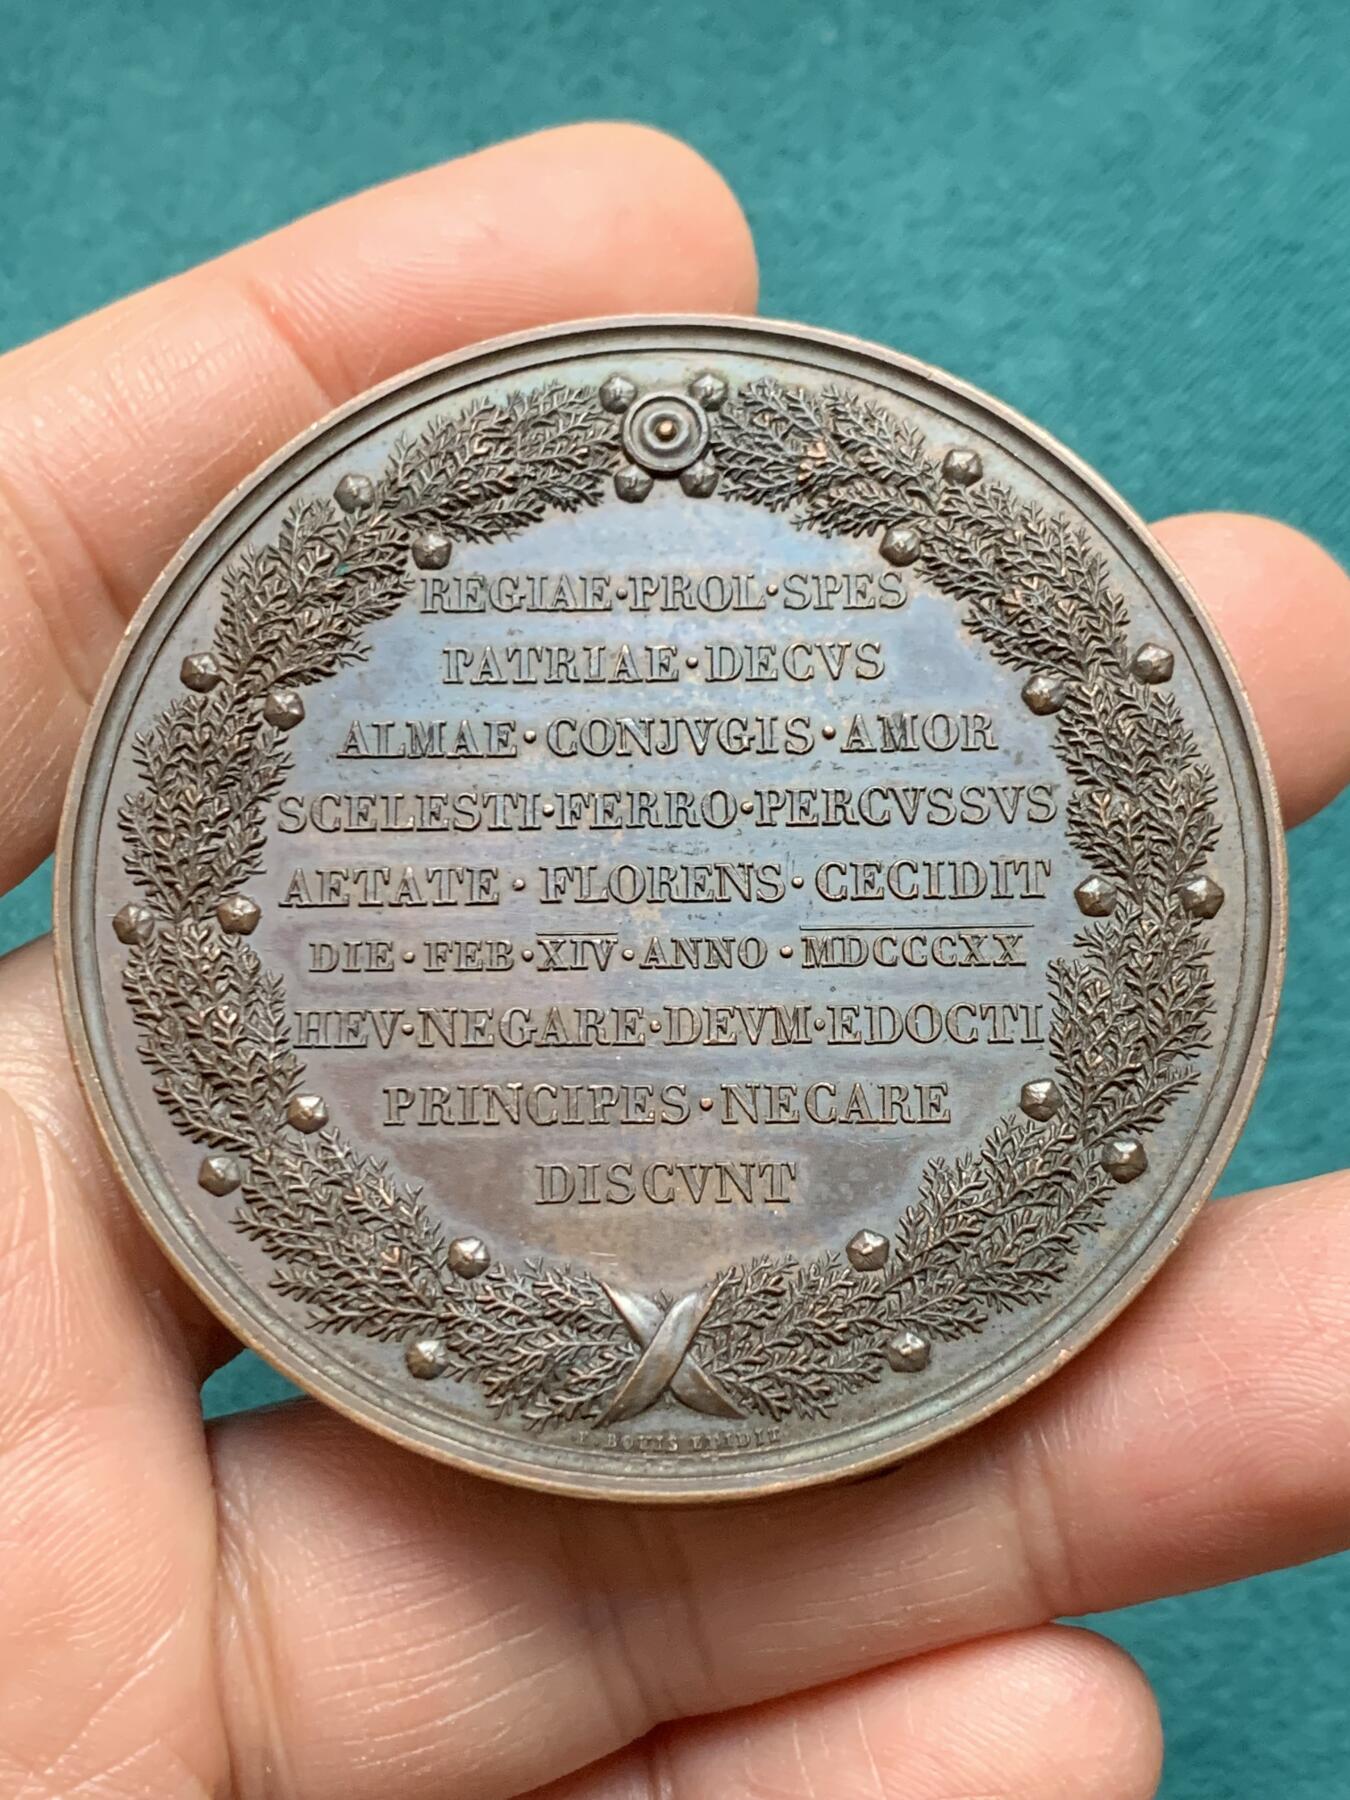 REGIAE·PROL·SPES
PATRIAE·DECVS
ALMAE·CONJVGIS·AMOR
SCELESTI·FERRO·PERCVSSVS
AETATE·FLORENS·CECIDIT
DIE·FEB·XIV·ANNO·MDCCCXX
HEV·NEGARE·DEVM·EDOCTI
PRINCIPES·NECARE
DISCVNT
BOUIS